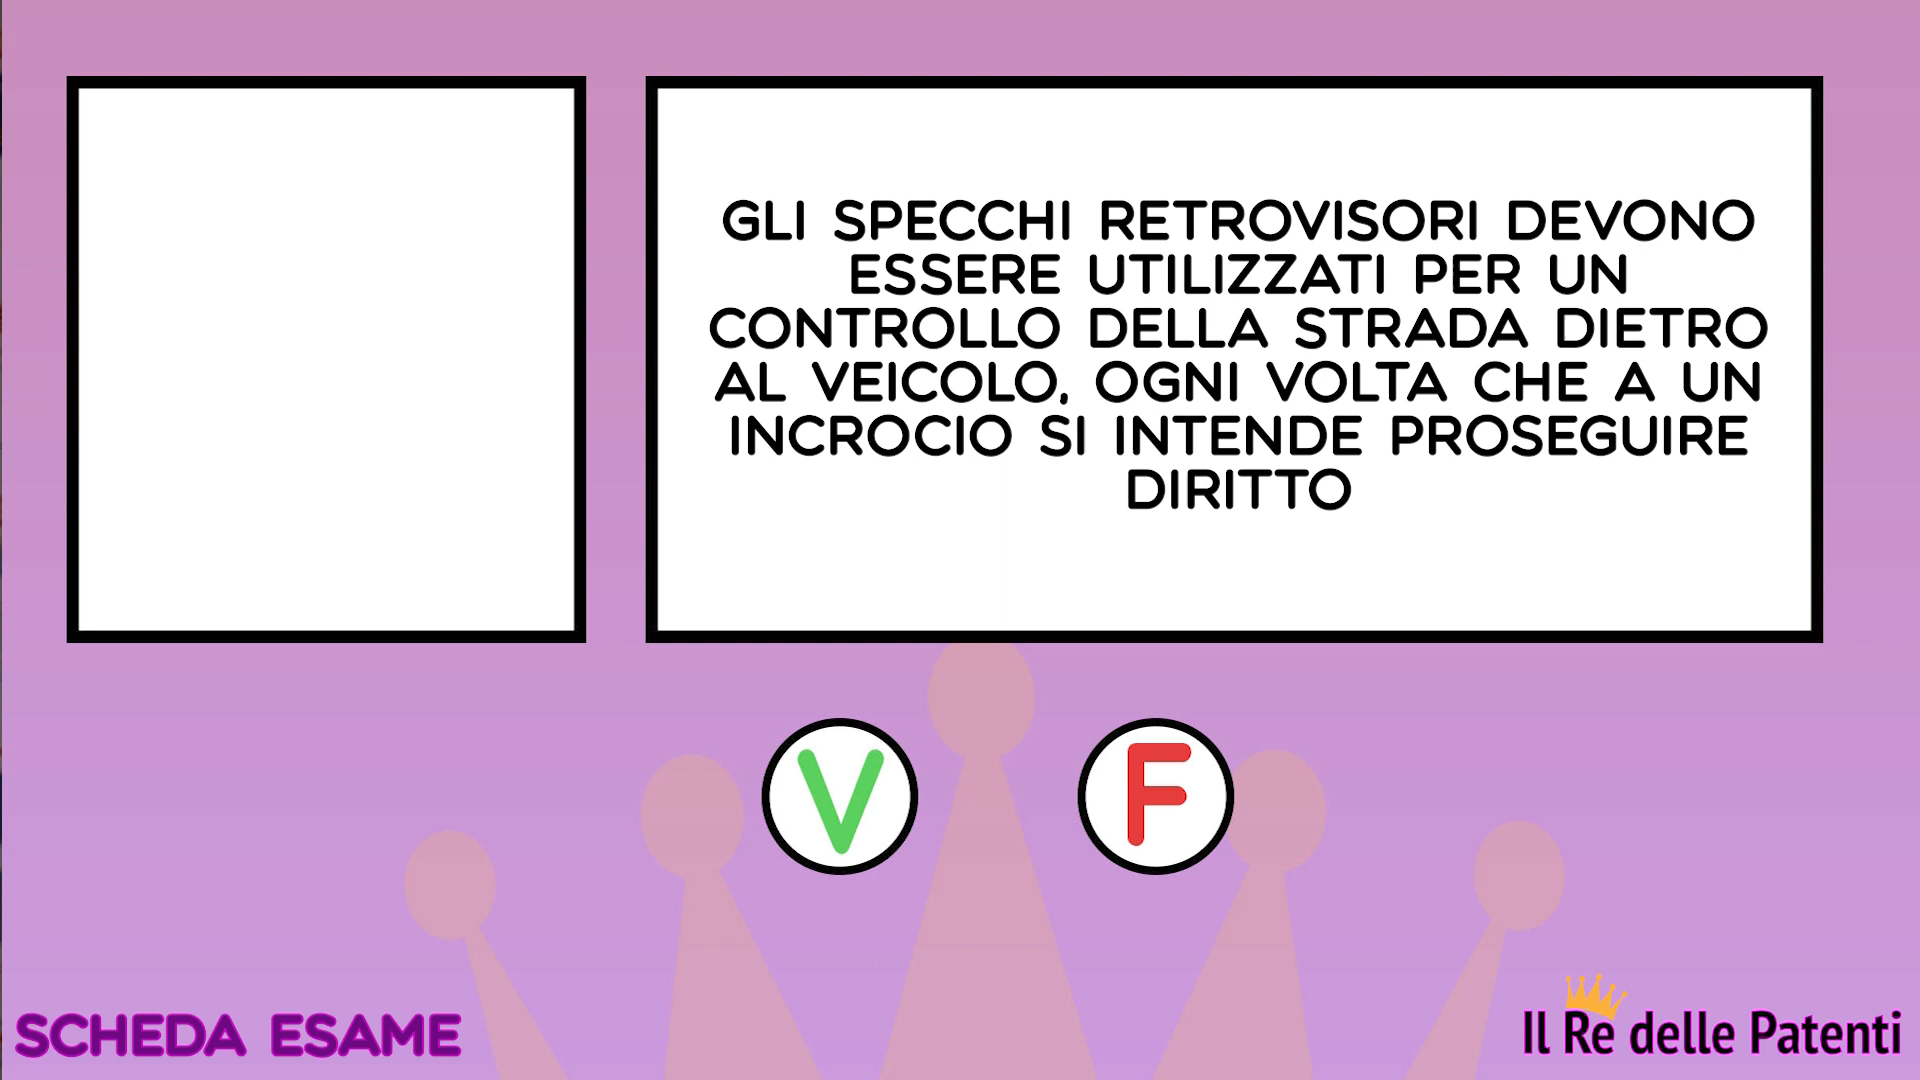 GLI SPECCHI RETROVISORI DEVONO
ESSERE UTILIZZATI PER UN
CONTROLLO DELLA STRADA DIETRO
AL VEICOLO, OGNI VOLTA CHE A UN
INCROCIO SI INTENDE PROSEGUIRE
DIRITTO
V F
SCHEDA ESAME
Il Re delle Patenti